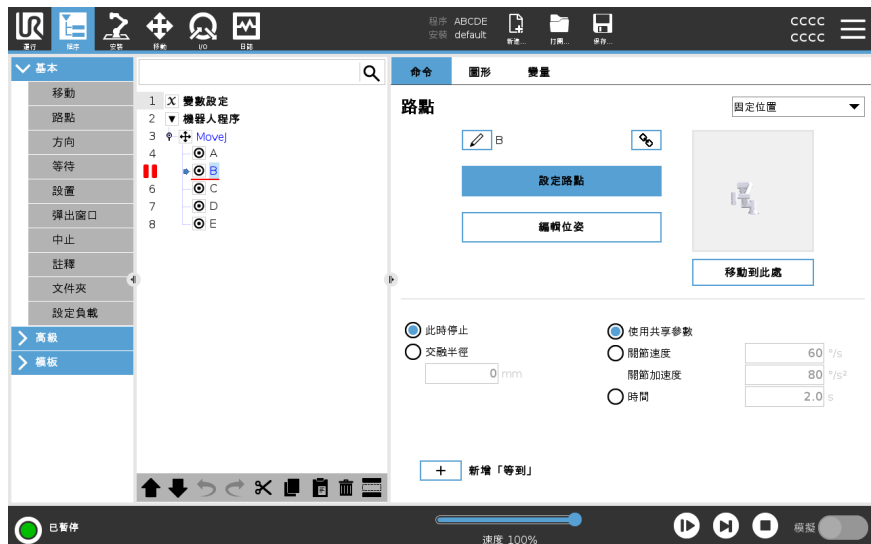 UR
運行
程序
安裝
移動
I/O
日誌
程序 ABCDE
安裝 default
新建...
打開...
保存...
cccc
cccc
基本
移動
路點
方向
等待
設置
彈出窗口
中止
註釋
文件夾
設定負載
高級
模板
1 X 變數設定
2 ▼ 機器人程序
3 MoveJ
4 A
B
6 C
7 D
8 E
命令 圖形 變量
路點
固定位置
B
設定路點
編輯位姿
移動到此處
此時停止
交融半徑
0 mm
使用共享參數
關節速度 60 °/s
關節加速度 80 °/s²
時間 2.0 s
+ 新增「等到」
已暫停
速度 100%
模擬